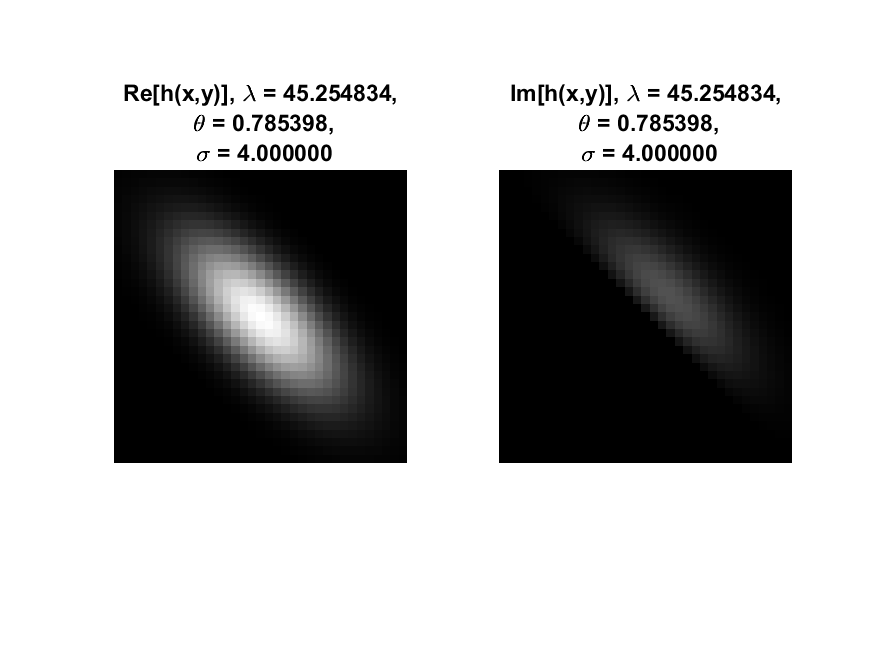 Re[h(x,y)], λ = 45.254834,
θ = 0.785398,
σ = 4.000000
Im[h(x,y)], λ = 45.254834,
θ = 0.785398,
σ = 4.000000